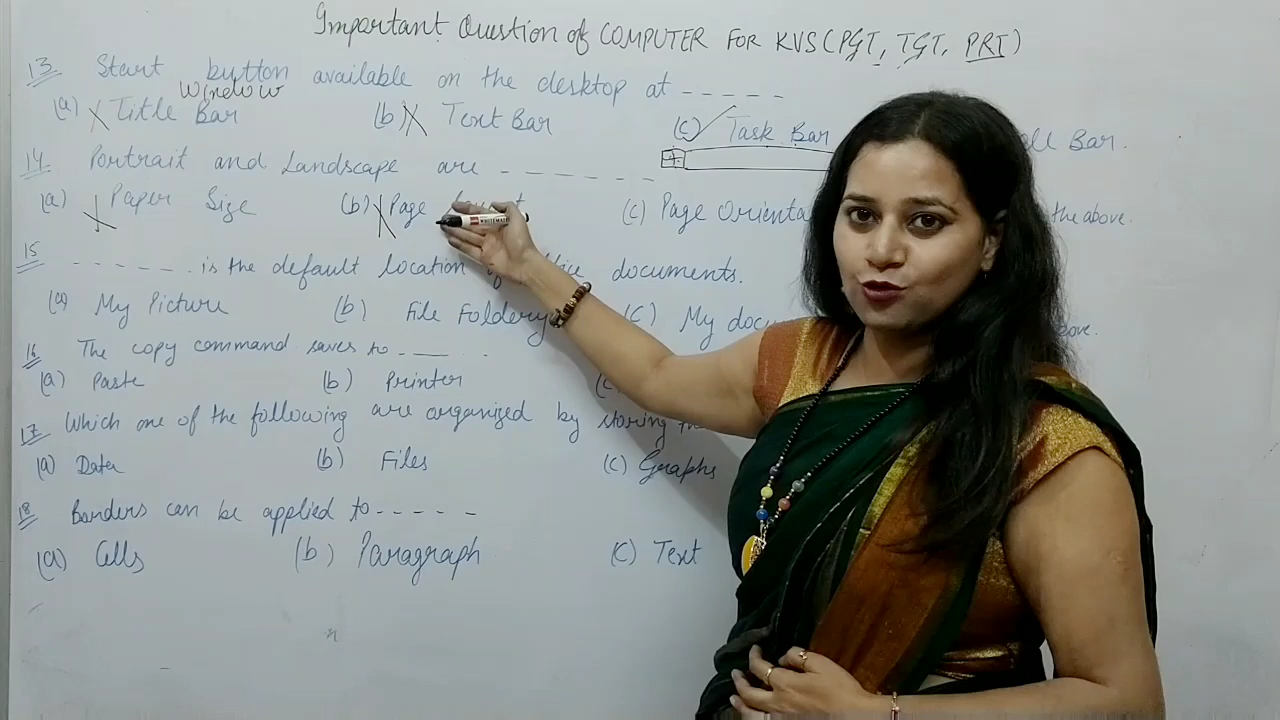 Important Question of COMPUTER FOR KVS (PGT, TGT, PRT)
13 Start button available on the desktop at -----
Window
(a) Title Bar (b) Text Bar (c) Task Bar Bar.
14 Portrait and Landscape are ------
(a) Paper Size (b) Page (c) Page Orienta the above.
15 ------ is the default location documents.
(a) My Picture (b) File Foldery (C) My docu
16 The copy command saves to
(a) Paste (b) Printer
17 Which one of the following are organized by storing
(a) Data (b) Files (c) Graphs
18 Borders can be applied to -----
(a) Cells (b) Paragraph (C) Text